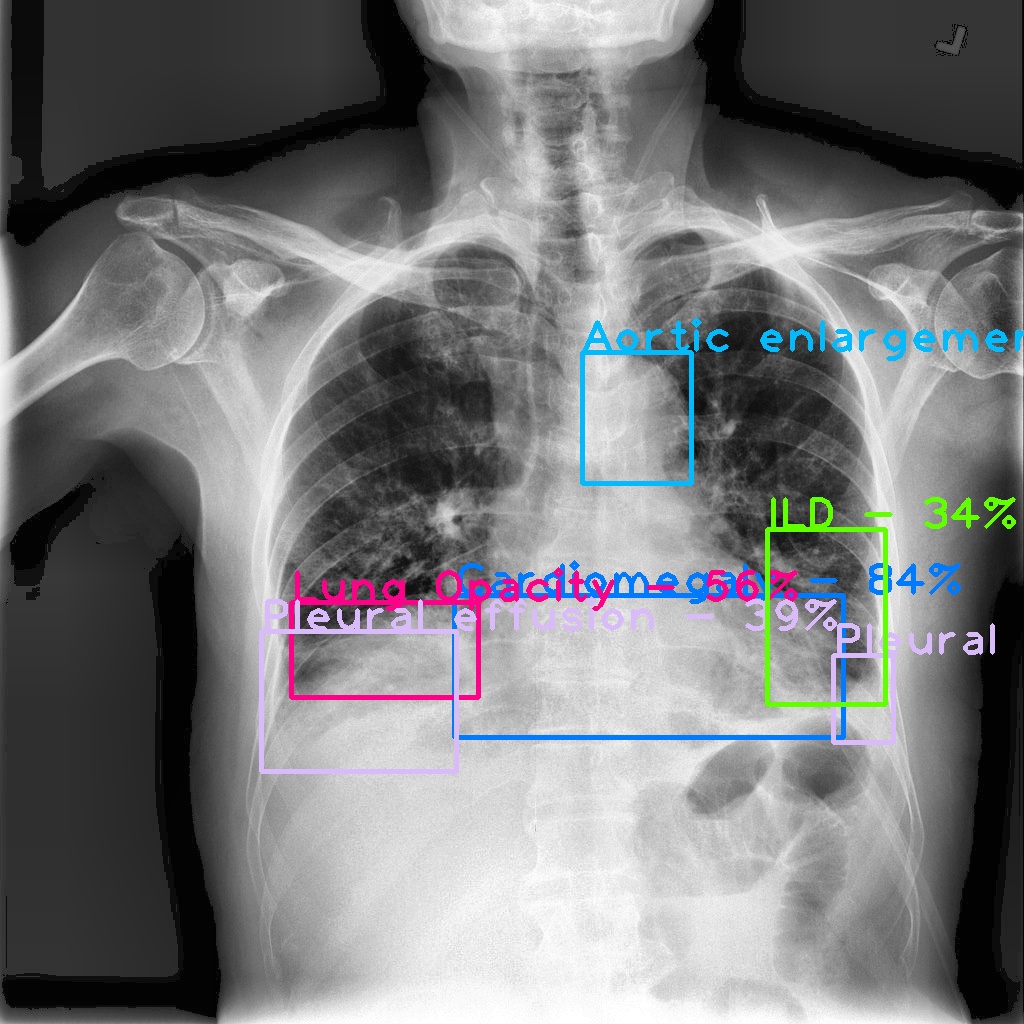 L
Aortic enlargemen
ILD - 34%
Cardiomegaly - 84%
Lung Opacity - 56%
Pleural effusion - 39%
Pleural